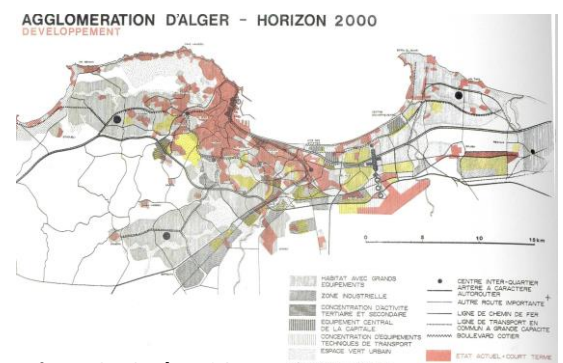 AGGLOMERATION D'ALGER - HORIZON 2000
DEVELOPPEMENT
0 5 10 15km
HABITAT AVEC GRANDS
EQUIPEMENTS
ZONE INDUSTRIELLE
CONCENTRATION D'ACTIVITE
TERTIAIRE ET SECONDAIRE
EQUIPEMENT CENTRAL
DE LA CAPITALE
CONCENTRATION D'EQUIPEMENTS
TECHNIQUES DE TRANSPORT
ESPACE VERT URBAIN
CENTRE INTER-QUARTIER
ARTÈRE A CARACTÈRE
AUTOROUTIER
AUTRE ROUTE IMPORTANTE
LIGNE DE CHEMIN DE FER
LIGNE DE TRANSPORT EN
COMMUN A GRANDE CAPACITE
BOULEVARD COTIER
ETAT ACTUEL-COURT TERME